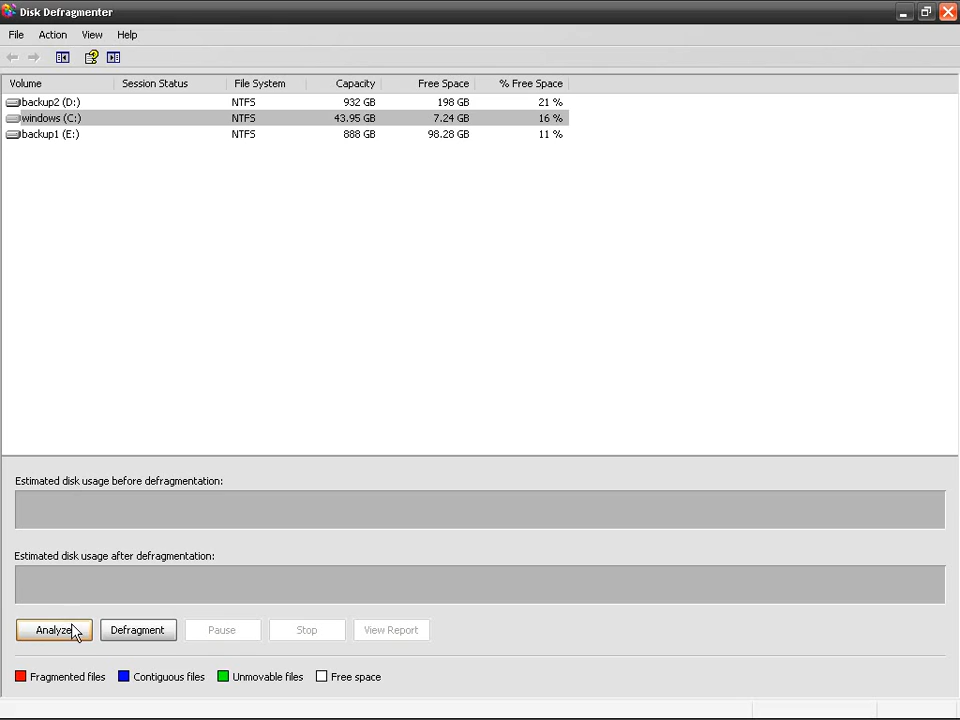 Disk Defragmenter
File Action View Help
Volume Session Status File System Capacity Free Space % Free Space
backup2 (D:) NTFS 932 GB 198 GB 21 %
windows (C:) NTFS 43.95 GB 7.24 GB 16 %
backup1 (E:) NTFS 888 GB 98.28 GB 11 %
Estimated disk usage before defragmentation:
Estimated disk usage after defragmentation:
Analyze Defragment Pause Stop View Report
Fragmented files Contiguous files Unmovable files Free space